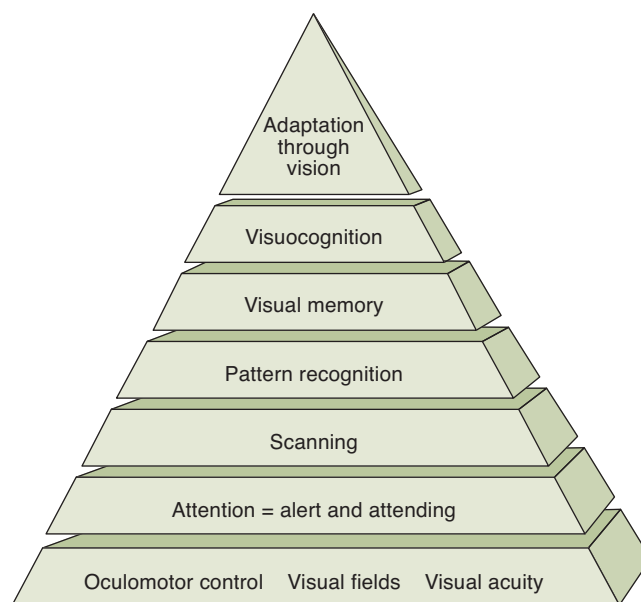 Adaptation
through
vision
Visuocognition
Visual memory
Pattern recognition
Scanning
Attention = alert and attending
Oculomotor control Visual fields Visual acuity